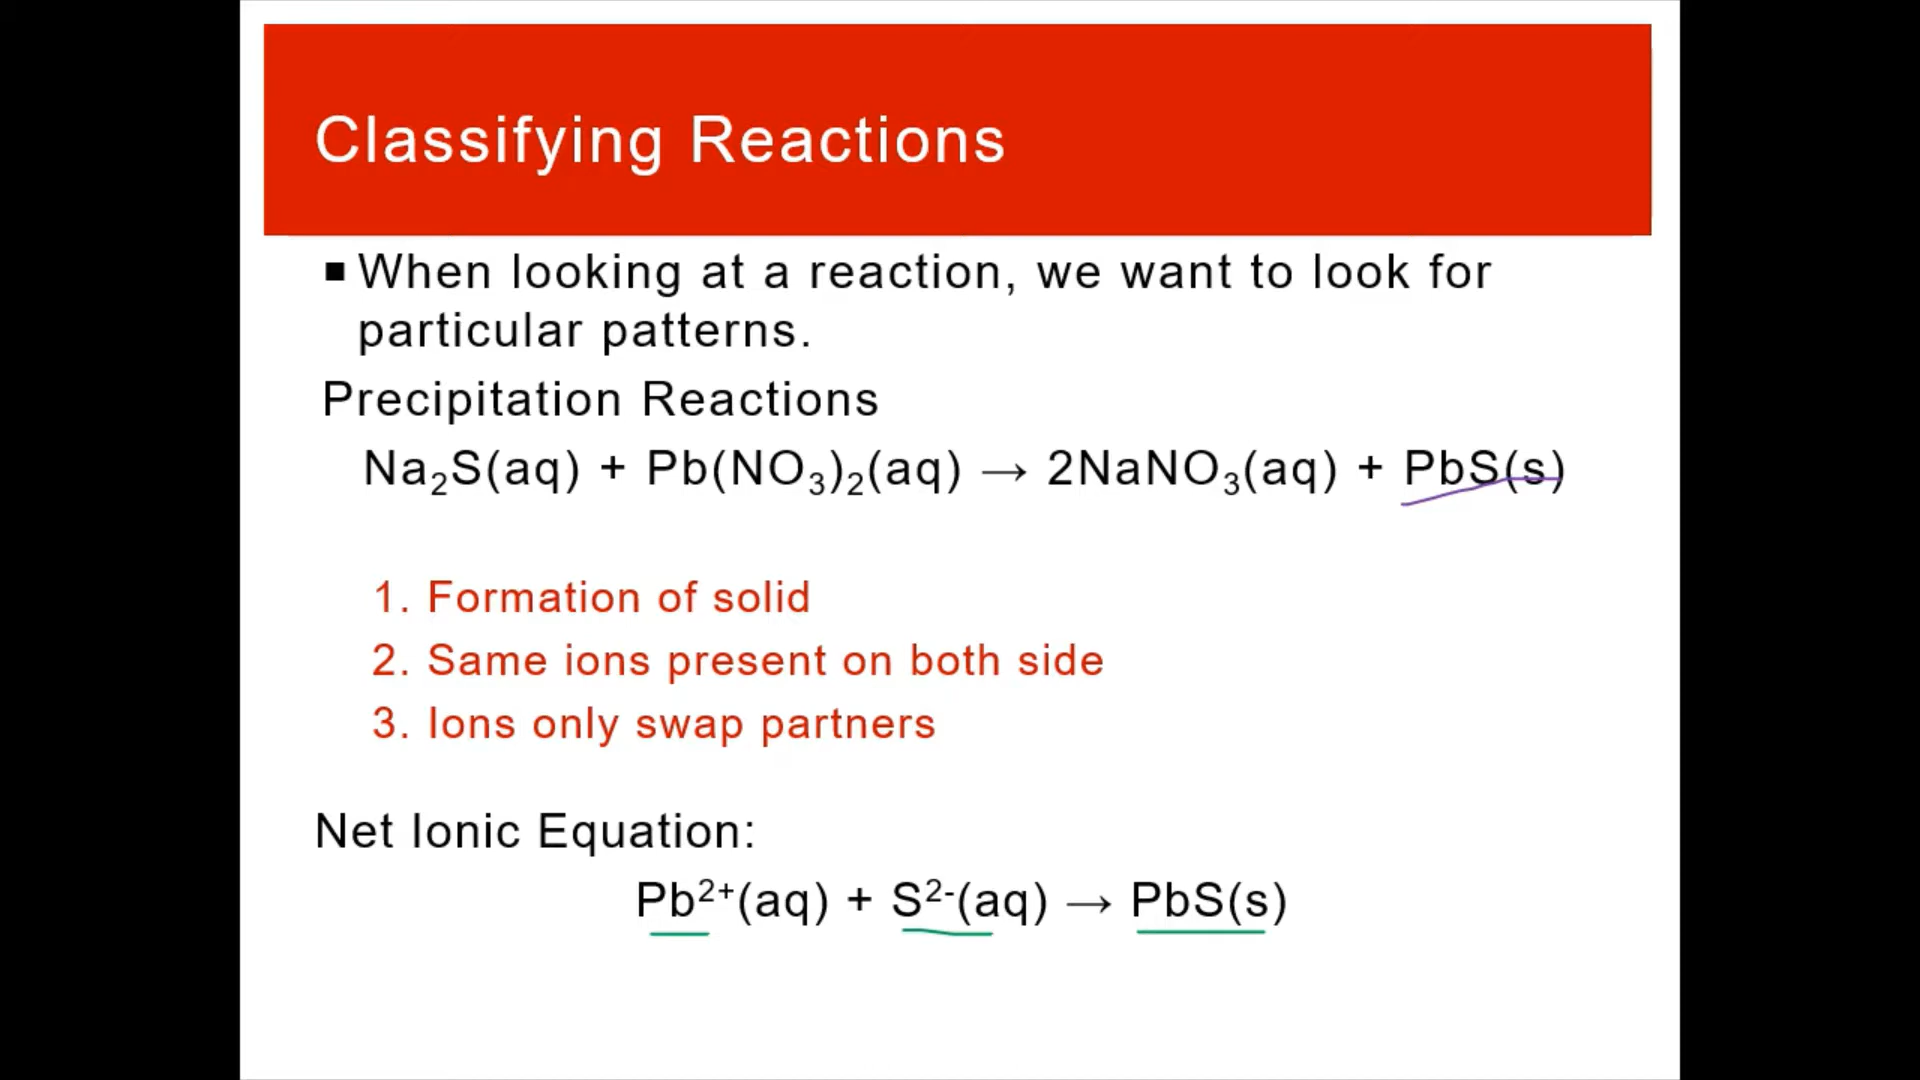 Classifying Reactions
▪ When looking at a reaction, we want to look for
particular patterns.
Precipitation Reactions
Na₂S(aq) + Pb(NO₃)₂(aq) → 2NaNO₃(aq) + PbS(s)
1. Formation of solid
2. Same ions present on both side
3. Ions only swap partners
Net Ionic Equation:
Pb²⁺(aq) + S²⁻(aq) → PbS(s)